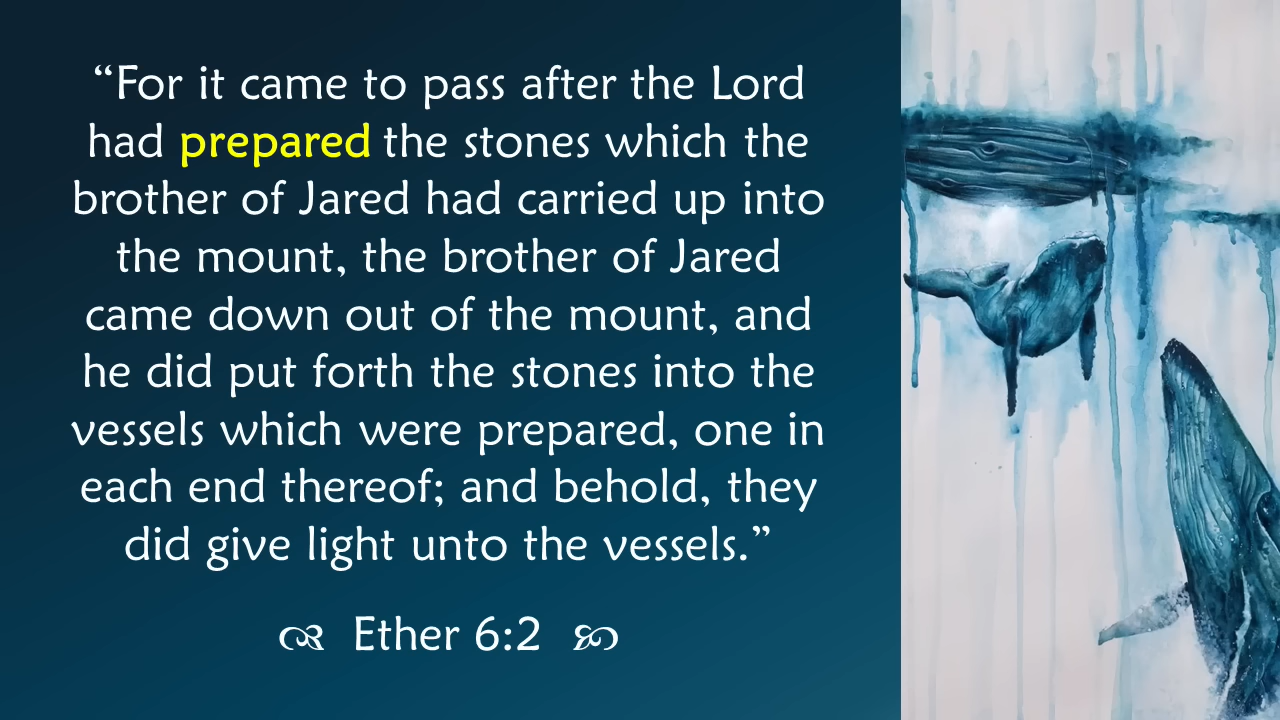 “For it came to pass after the Lord
had prepared the stones which the
brother of Jared had carried up into
the mount, the brother of Jared
came down out of the mount, and
he did put forth the stones into the
vessels which were prepared, one in
each end thereof; and behold, they
did give light unto the vessels.”
Ether 6:2